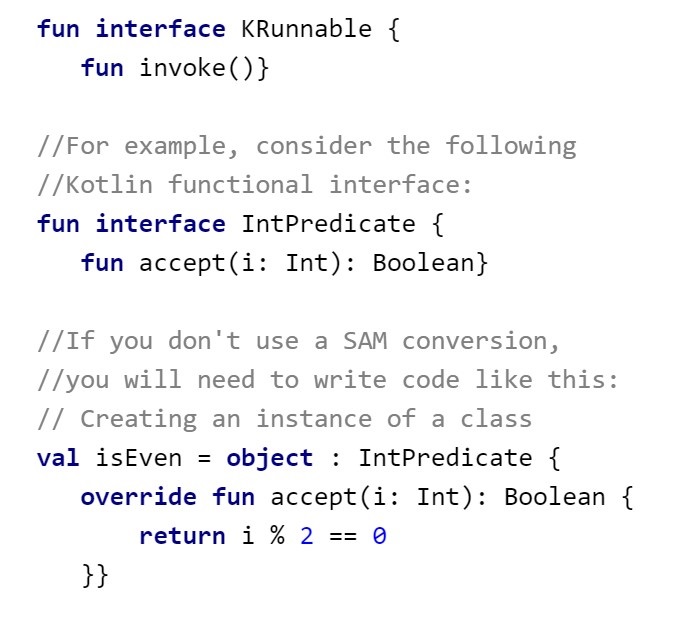 fun interface KRunnable {
   fun invoke()}

//For example, consider the following
//Kotlin functional interface:
fun interface IntPredicate {
   fun accept(i: Int): Boolean}

//If you don't use a SAM conversion,
//you will need to write code like this:
// Creating an instance of a class
val isEven = object : IntPredicate {
   override fun accept(i: Int): Boolean {
       return i % 2 == 0
   }}